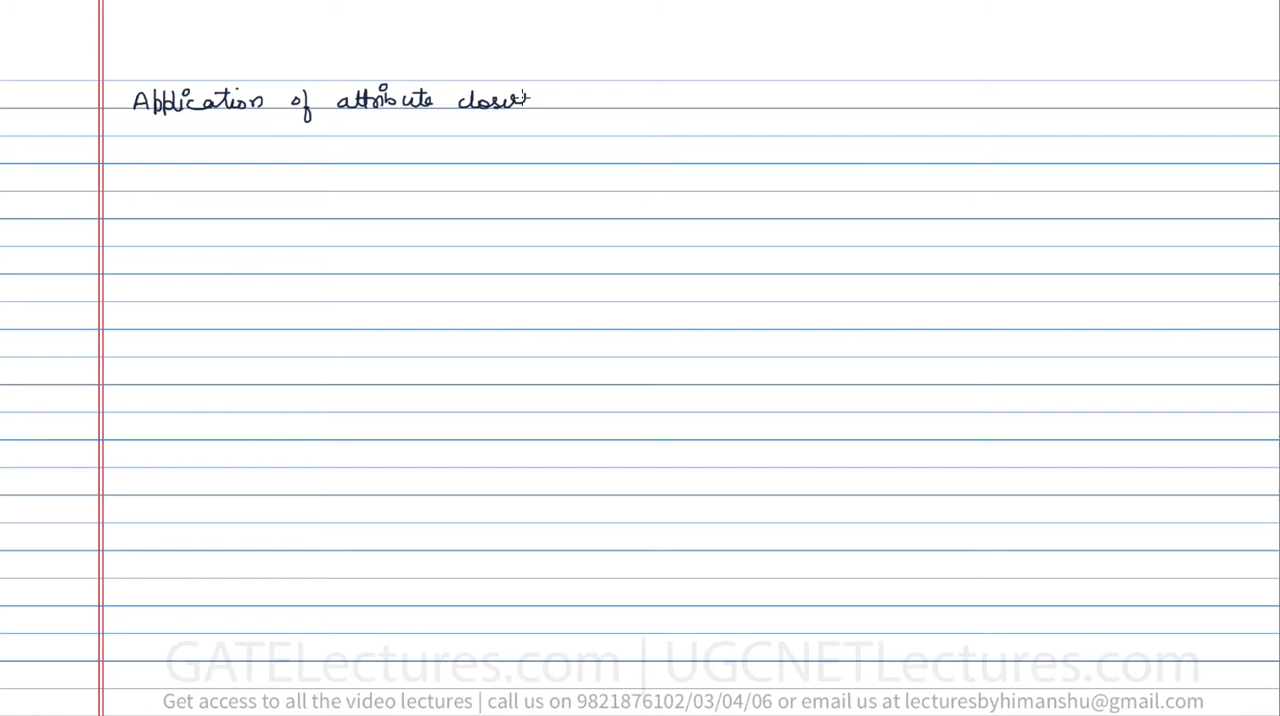 Application of attribute closu
GATELectures.com | UGCNETLectures.com
Get access to all the video lectures | call us on 9821876102/03/04/06 or email us at lecturesbyhimanshu@gmail.com